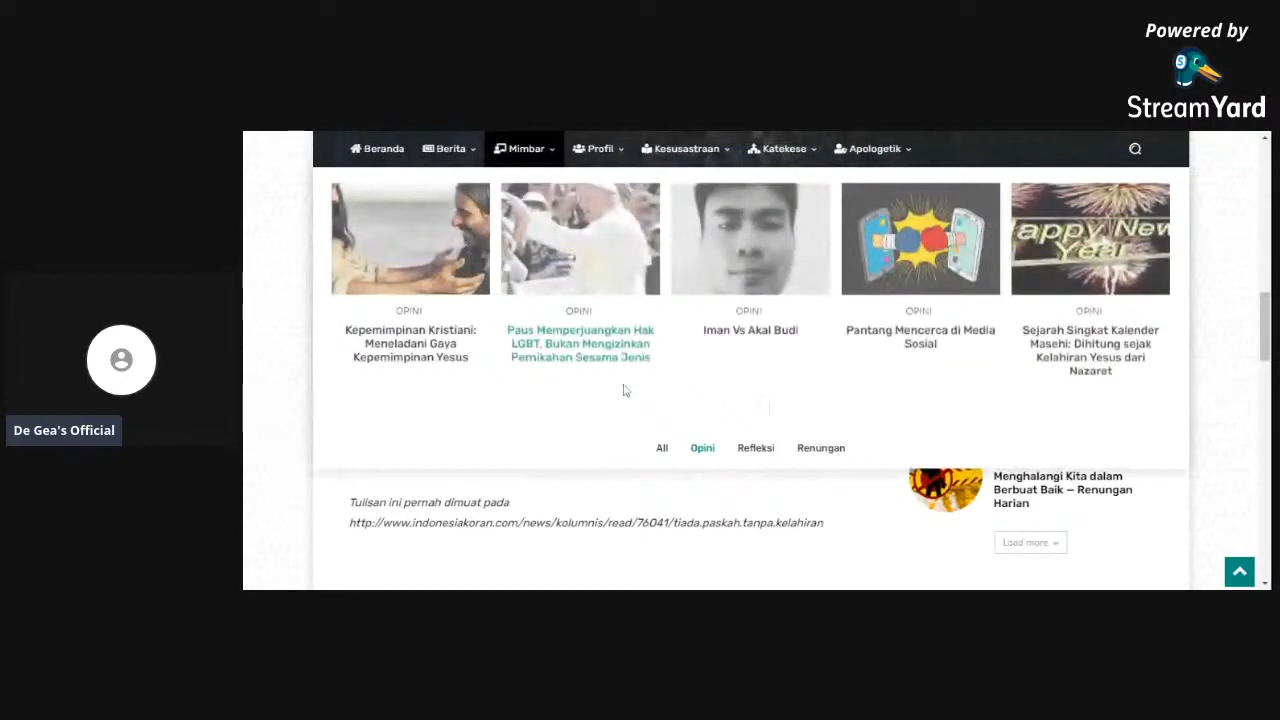 Powered by
StreamYard
Beranda Berita Mimbar Profil Kesusastraan Katekese Apologetik
appy New
Year
OPINI
Kepemimpinan Kristiani:
Meneladani Gaya
Kepemimpinan Yesus
OPINI
Paus Memperjuangkan Hak
LGBT, Bukan Mengizinkan
Pernikahan Sesama Jenis
OPINI
Iman Vs Akal Budi
OPINI
Pantang Mencerca di Media
Sosial
OPINI
Sejarah Singkat Kalender
Masehi: Dihitung sejak
Kelahiran Yesus dari
Nazaret
De Gea's Official
All Opini Refleksi Renungan
Menghalangi Kita dalam
Berbuat Baik – Renungan
Harian
Tulisan ini pernah dimuat pada
http://www.indonesiakoran.com/news/kolumnis/read/76041/tiada.paskah.tanpa.kelahiran
Load more